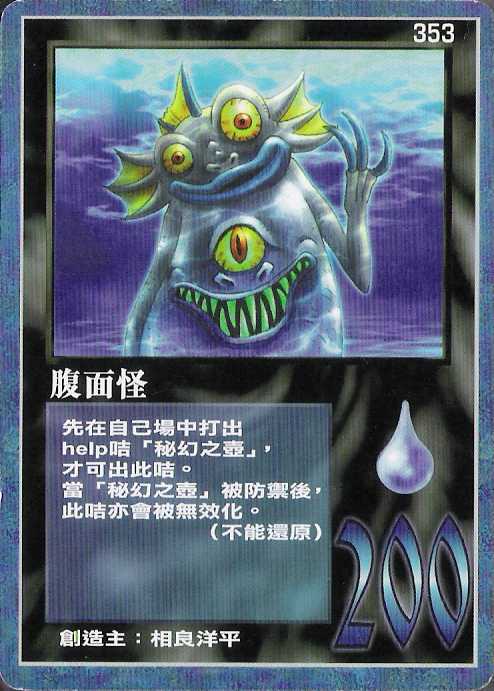 353
腹面怪
先在自己場中打出
help咭「秘幻之壺」,
才可出此咭。
當「秘幻之壺」被防禦後,
此咭亦會被無效化。
(不能還原)
200
創造主：相良洋平